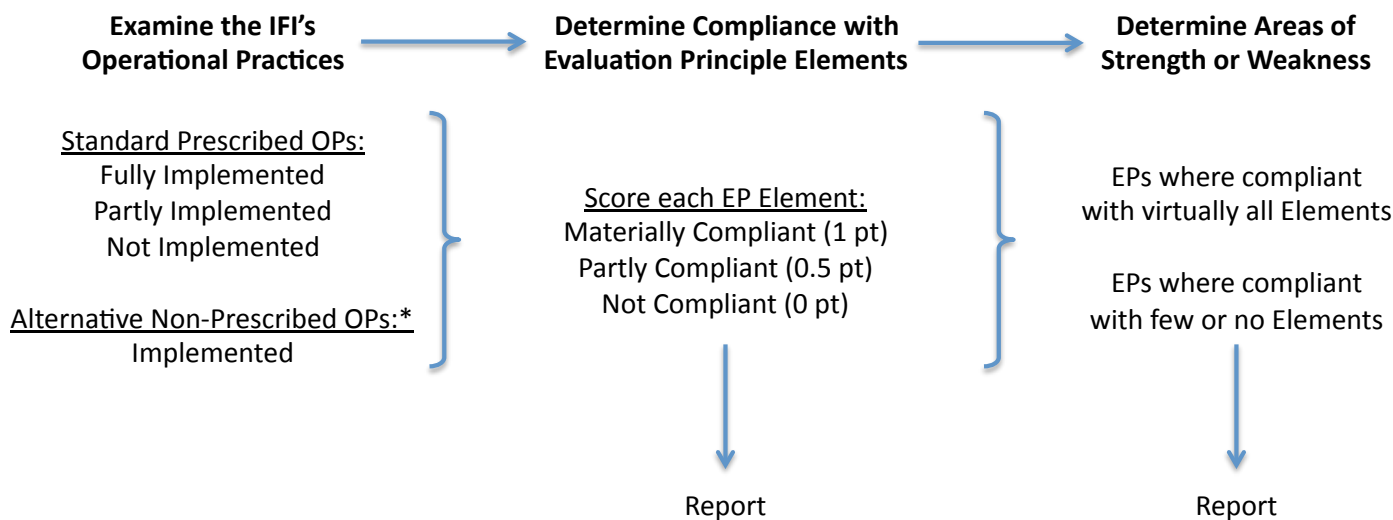 Examine the IFI's
Operational Practices
Determine Compliance with
Evaluation Principle Elements
Determine Areas of
Strength or Weakness
Standard Prescribed OPs:
Fully Implemented
Partly Implemented
Not Implemented
Alternative Non-Prescribed OPs:*
Implemented
Score each EP Element:
Materially Compliant (1 pt)
Partly Compliant (0.5 pt)
Not Compliant (0 pt)
EPs where compliant
with virtually all Elements
EPs where compliant
with few or no Elements
Report
Report